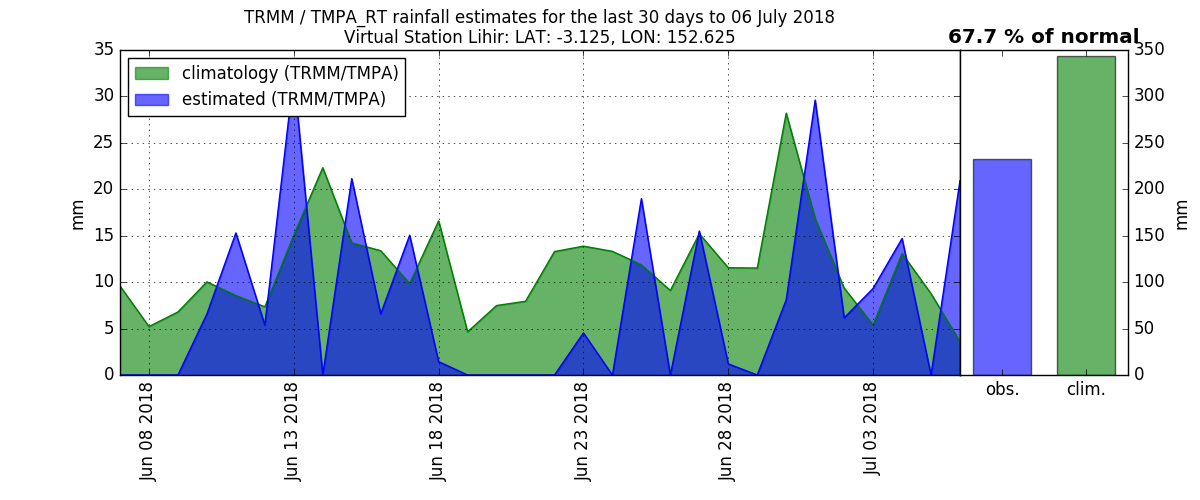 TRMM / TMPA_RT rainfall estimates for the last 30 days to 06 July 2018
Virtual Station Lihir: LAT: -3.125, LON: 152.625
67.7 % of normal
climatology (TRMM/TMPA)
estimated (TRMM/TMPA)
35
30
25
20
15
10
5
0
mm
350
300
250
200
150
100
50
0
mm
Jun 08 2018
Jun 13 2018
Jun 18 2018
Jun 23 2018
Jun 28 2018
Jul 03 2018
obs.
clim.